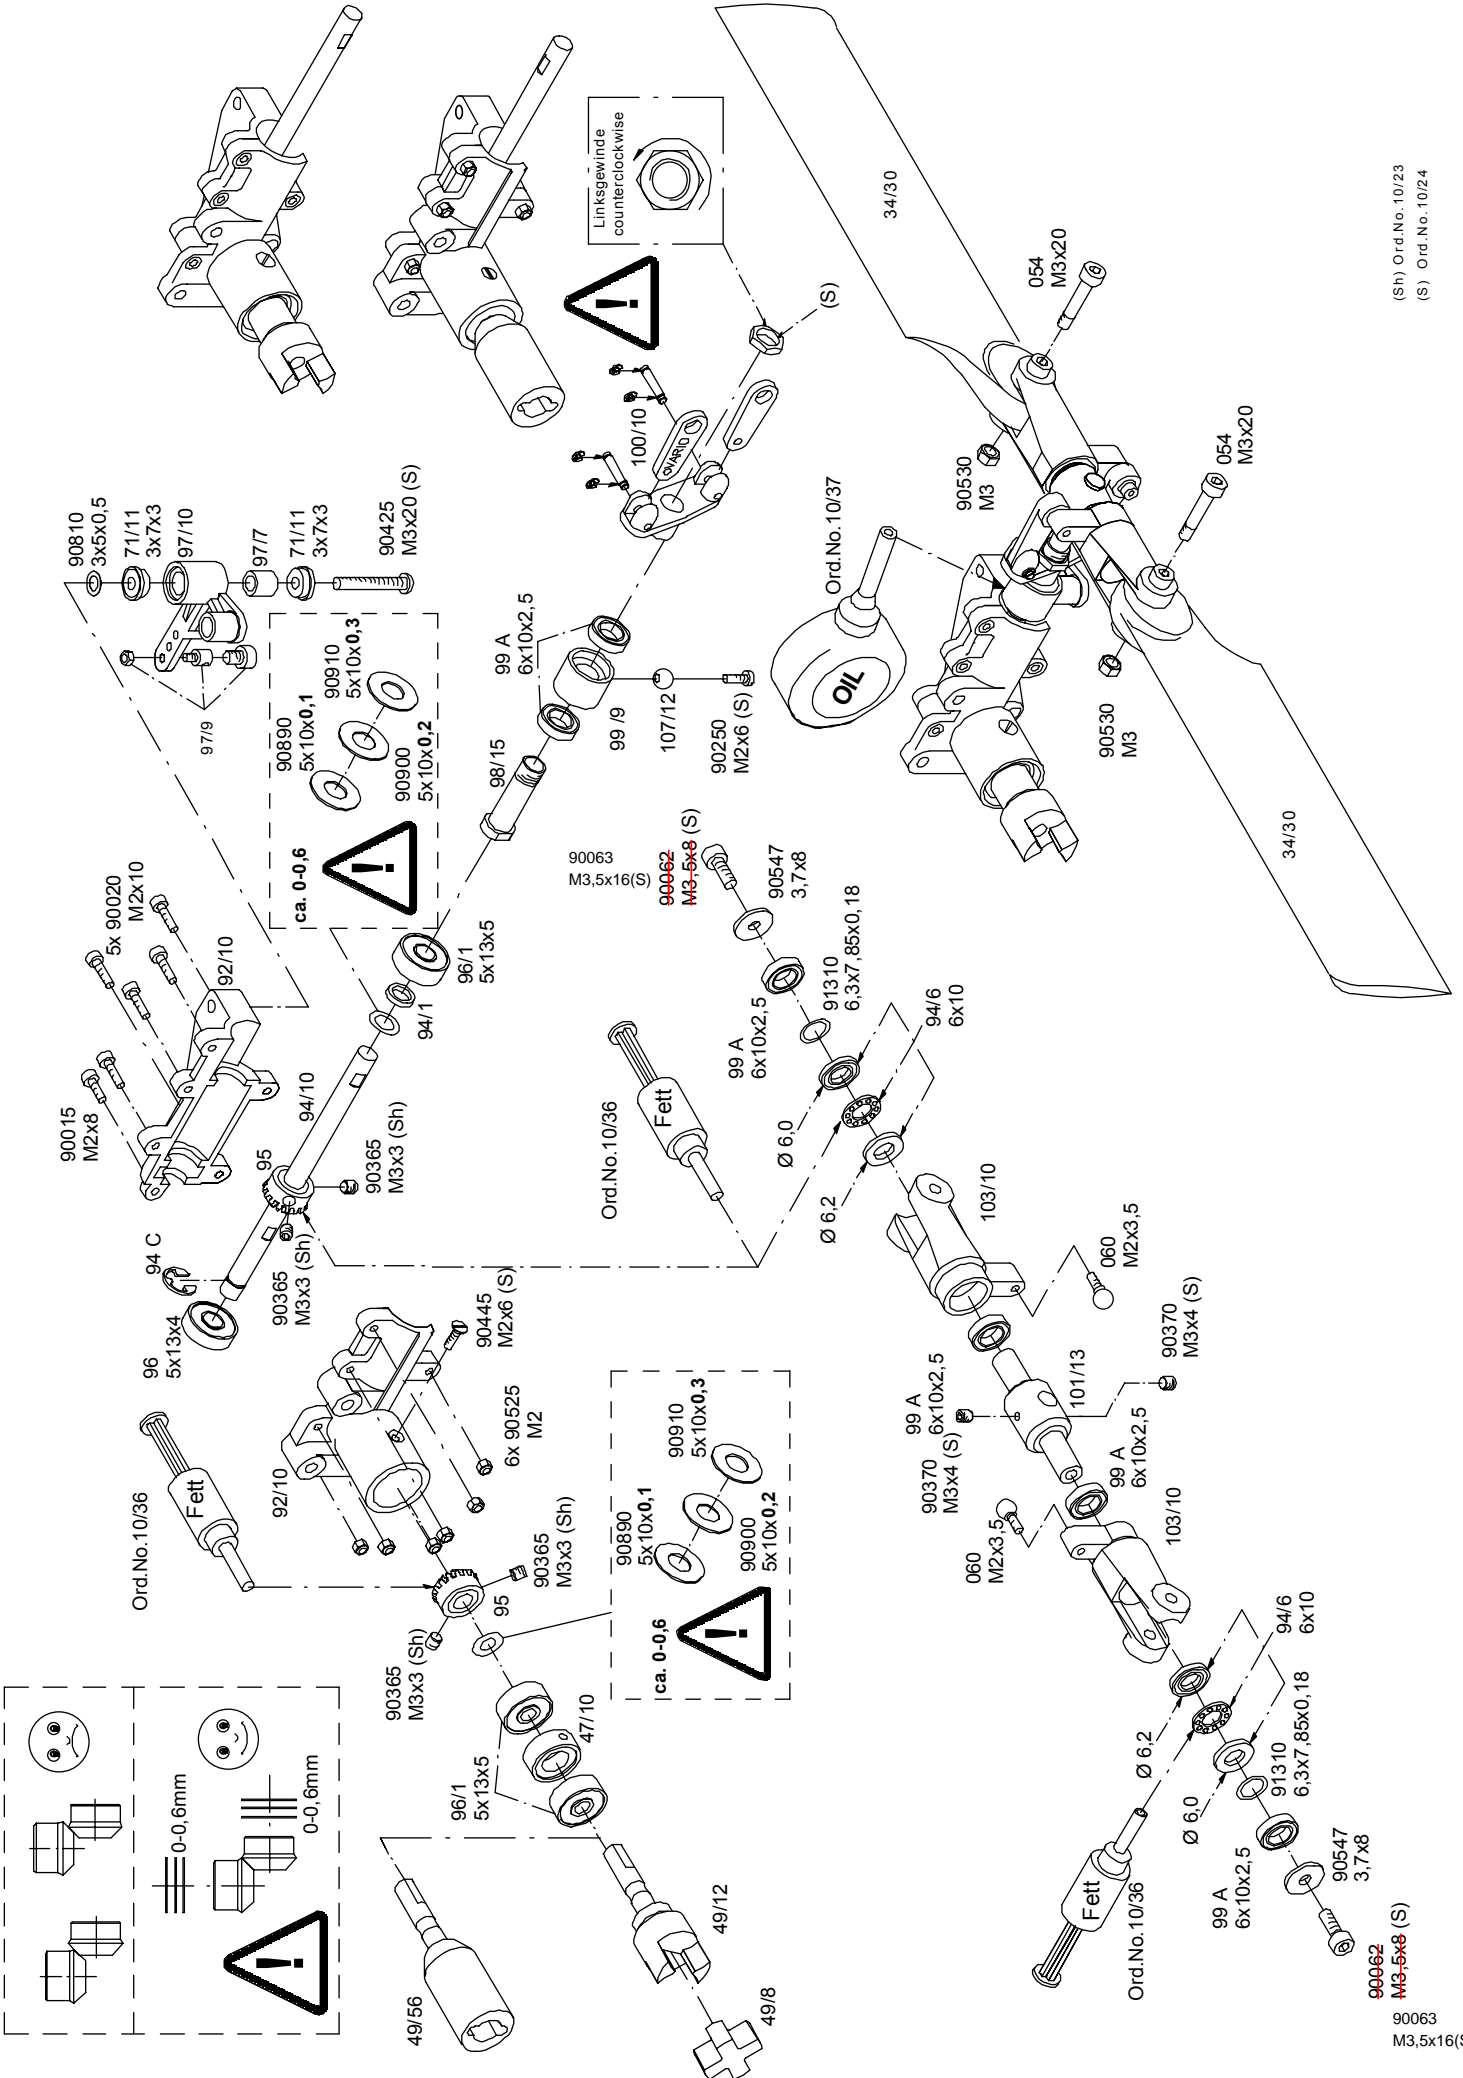 0-0,6mm
0-0,6mm
Ord.No.10/36
Fett
96
5x13x4
94 C
90365
M3x3 (Sh)
95
90365
M3x3 (Sh)
94/10
90015
M2x8
5x 90020
M2x10
92/10
94/1
96/1
5x13x5
ca. 0-0,6
90890
5x10x0,1
90900
5x10x0,2
90910
5x10x0,3
97/9
90810
3x5x0,5
71/11
3x7x3
97/10
97/7
71/11
3x7x3
90425
M3x20 (S)
98/15
99 A
6x10x2,5
99 /9
107/12
90250
M2x6 (S)
100/10
VARIO
Linksgewinde
counterclockwise
(S)
92/10
90445
M2x6 (S)
6x 90525
M2
90365
M3x3 (Sh)
95
90365
M3x3 (Sh)
47/10
96/1
5x13x5
49/56
49/12
49/8
ca. 0-0,6
90890
5x10x0,1
90900
5x10x0,2
90910
5x10x0,3
Ord.No.10/36
Fett
90063
M3,5x16(S)
90062
M3,5x8 (S)
90547
3,7x8
99 A
6x10x2,5
91310
6,3x7,85x0,18
94/6
6x10
Ø 6,0
Ø 6,2
103/10
060
M2x3,5
99 A
6x10x2,5
90370
M3x4 (S)
101/13
90370
M3x4 (S)
99 A
6x10x2,5
060
M2x3,5
103/10
94/6
6x10
Ø 6,2
Ø 6,0
91310
6,3x7,85x0,18
99 A
6x10x2,5
90547
3,7x8
Fett
Ord.No.10/36
90062
M3,5x8 (S)
90063
M3,5x16(S
Ord.No.10/37
OIL
34/30
054
M3x20
90530
M3
054
M3x20
90530
M3
34/30
(Sh) Ord.No.10/23
(S) Ord.No.10/24